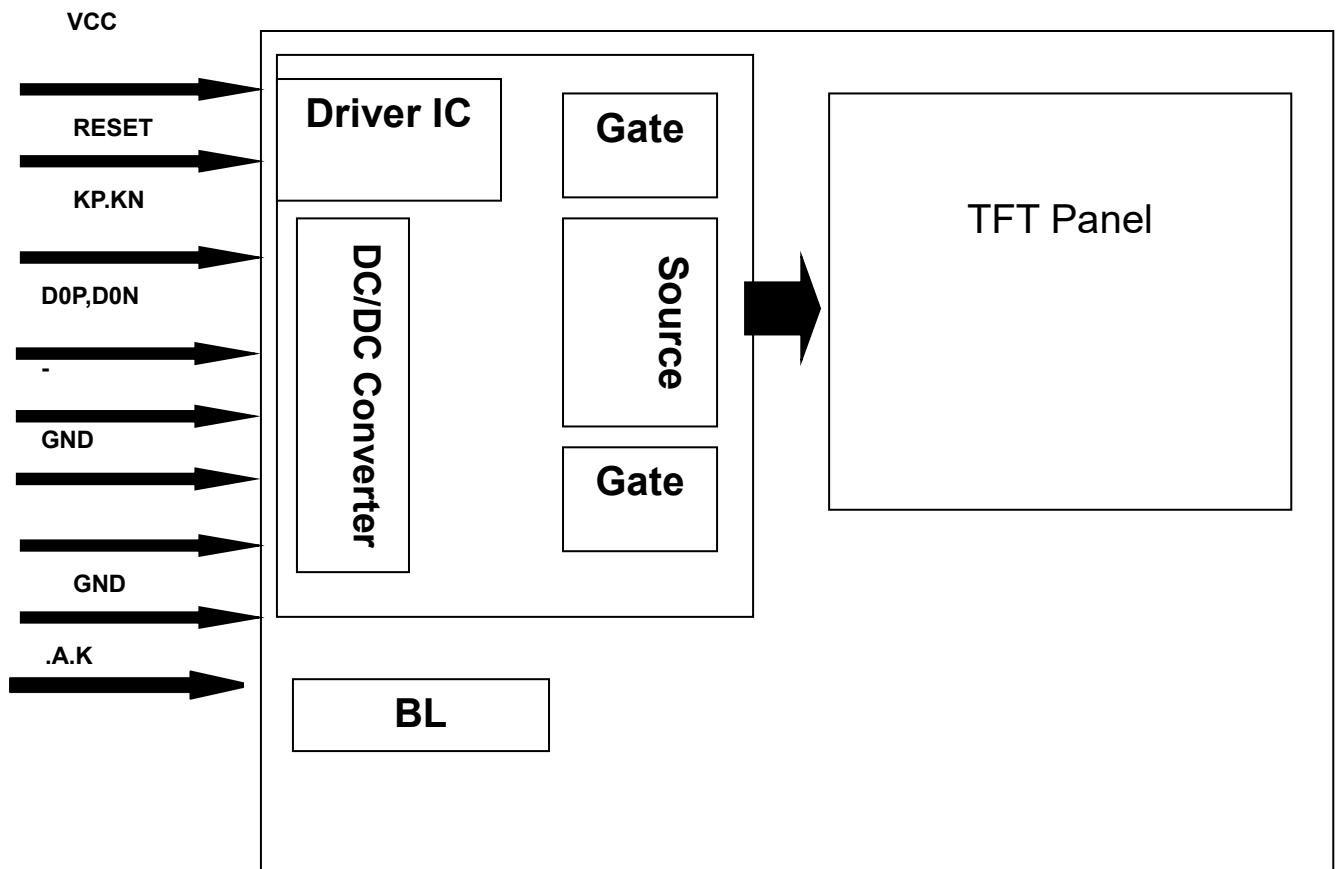 VCC
RESET
KP.KN
D0P,D0N
-
GND
GND
.A.K
Driver IC
DC/DC Converter
Gate
Source
Gate
BL
TFT Panel